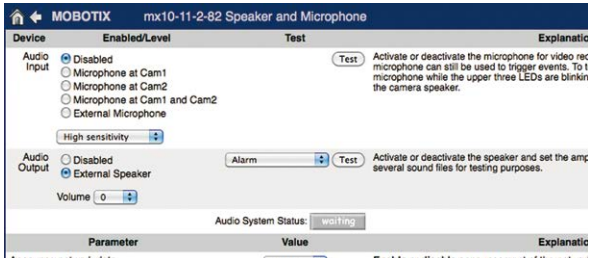 MOBOTIX mx10-11-2-82 Speaker and Microphone
Device Enabled/Level Test Explanatio
Audio Input
Disabled
Microphone at Cam1
Microphone at Cam2
Microphone at Cam1 and Cam2
External Microphone
High sensitivity
Test
Activate or deactivate the microphone for video rec
microphone can still be used to trigger events. To t
microphone while the upper three LEDs are blinkin
the camera speaker.
Audio Output
Disabled
External Speaker
Volume 0
Alarm Test
Activate or deactivate the speaker and set the amp
several sound files for testing purposes.
Audio System Status: waiting
Parameter Value Explanatio